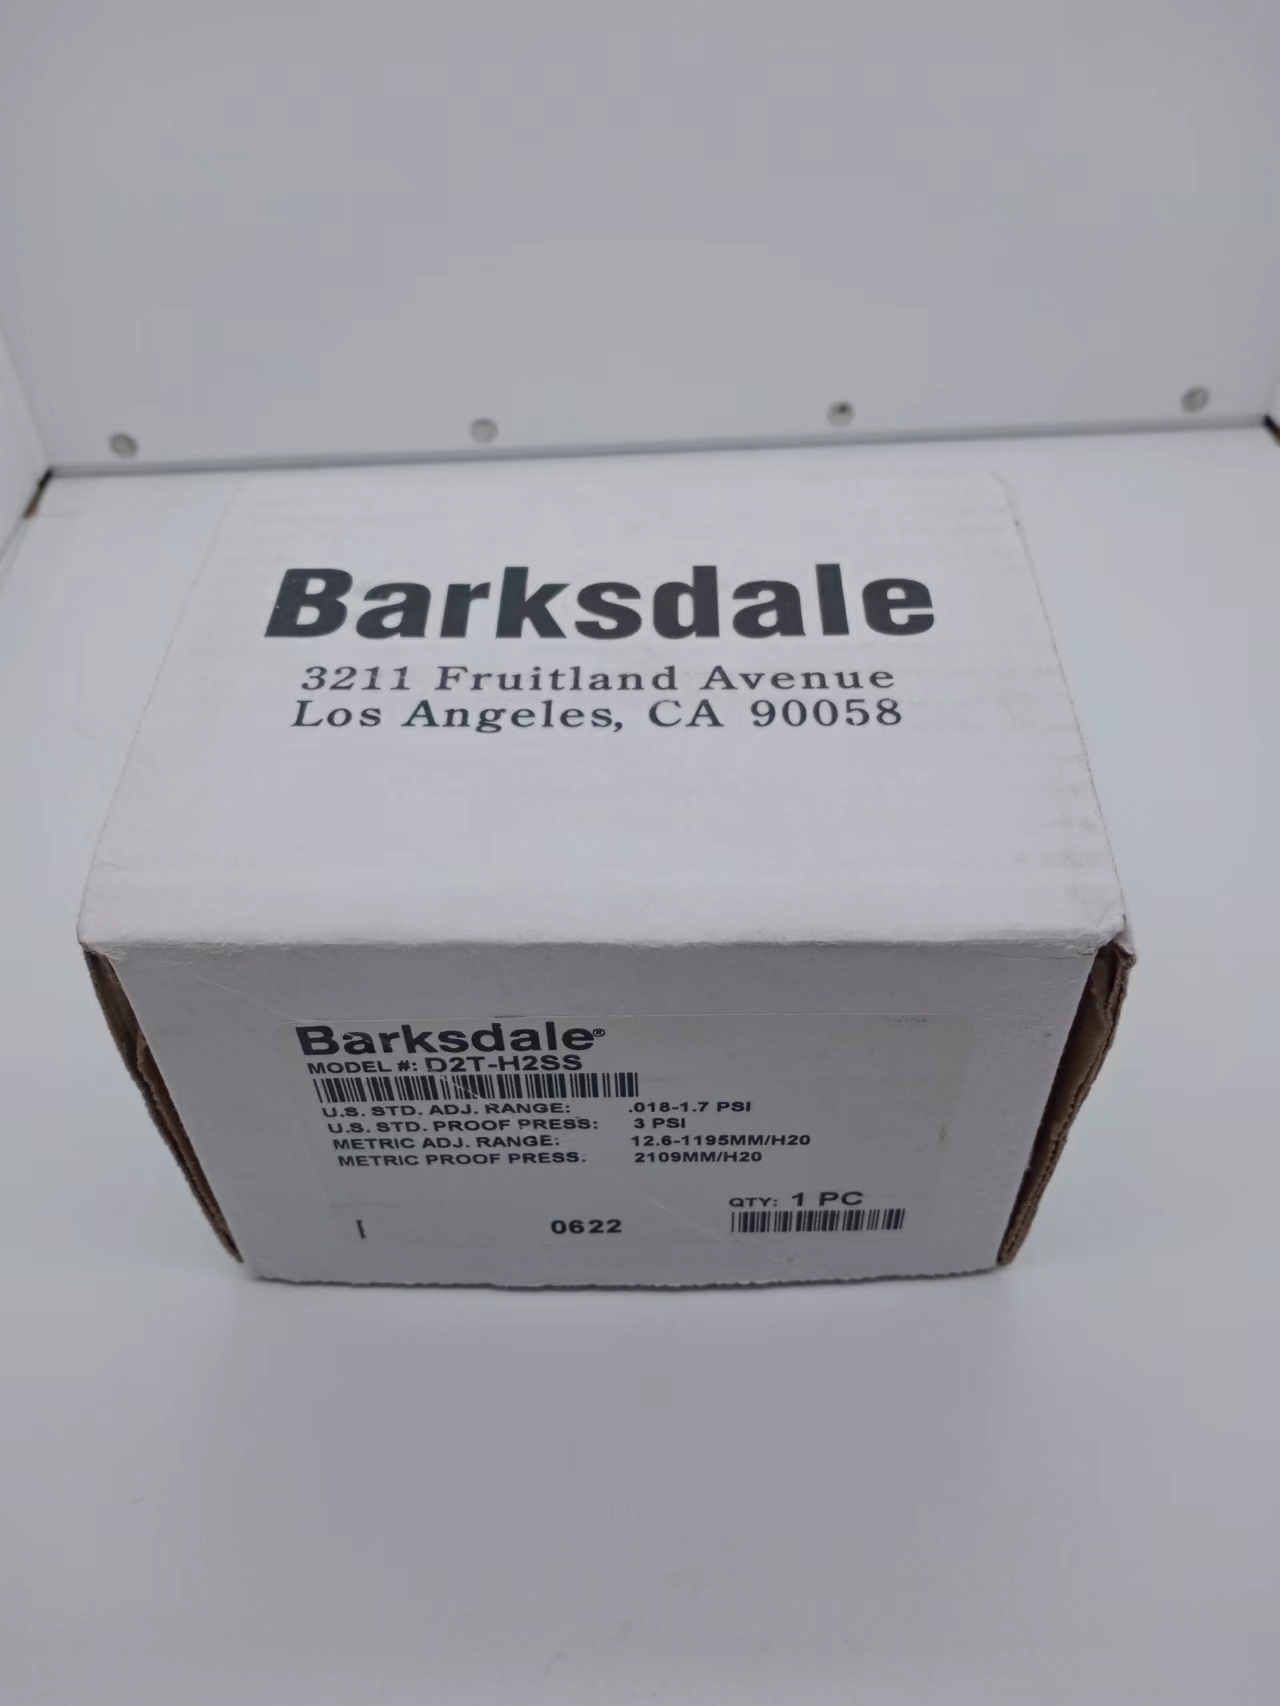 Barksdale
3211 Fruitland Avenue
Los Angeles, CA 90058
Barksdale®
MODEL #: D2T-H2SS
U.S. STD. ADJ. RANGE: .018-1.7 PSI
U.S. STD. PROOF PRESS: 3 PSI
METRIC ADJ. RANGE: 12.6-1195MM/H20
METRIC PROOF PRESS. 2109MM/H20
QTY: 1 PC
0622